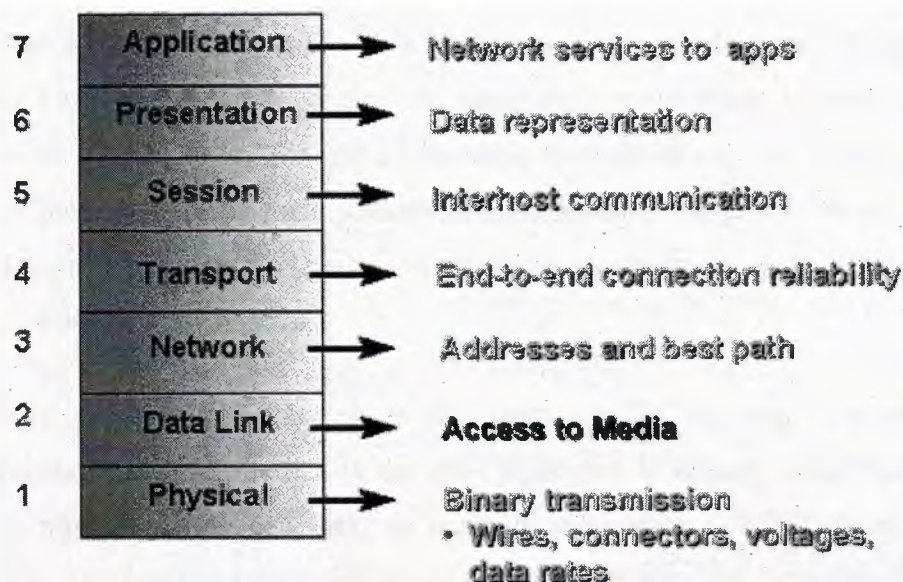 7 Application Network services to apps
6 Presentation Data representation
5 Session Interhost communication
4 Transport End-to-end connection reliability
3 Network Addresses and best path
2 Data Link Access to Media
1 Physical Binary transmission
• Wires, connectors, voltages,
data rates